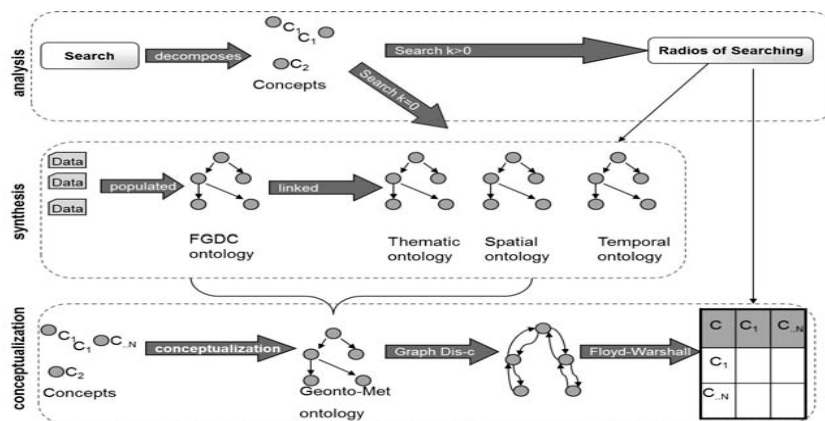 analysis
Search
decomposes
C1
C1
C2
Concepts
Search k>0
Search k=0
Radios of Searching
synthesis
Data
Data
Data
populated
FGDC
ontology
linked
Thematic
ontology
Spatial
ontology
Temporal
ontology
conceptualization
C1
C1
C..N
C2
Concepts
conceptualization
Geonto-Met
ontology
Graph Dis-c
Floyd-Warshall
C C1 C..N
C1
C..N